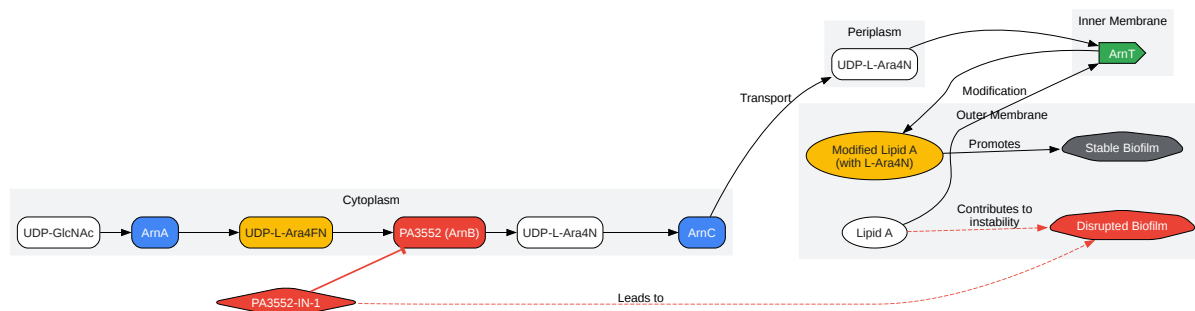 Inner Membrane
Periplasm
ArnT
UDP-L-Ara4N
Transport
Modification
Outer Membrane
Modified Lipid A
(with L-Ara4N)
Promotes
Stable Biofilm
Cytoplasm
UDP-GlcNAc
ArnA
UDP-L-Ara4FN
PA3552 (ArnB)
UDP-L-Ara4N
ArnC
Lipid A
Contributes to
instability
Disrupted Biofilm
PA3552-IN-1
Leads to